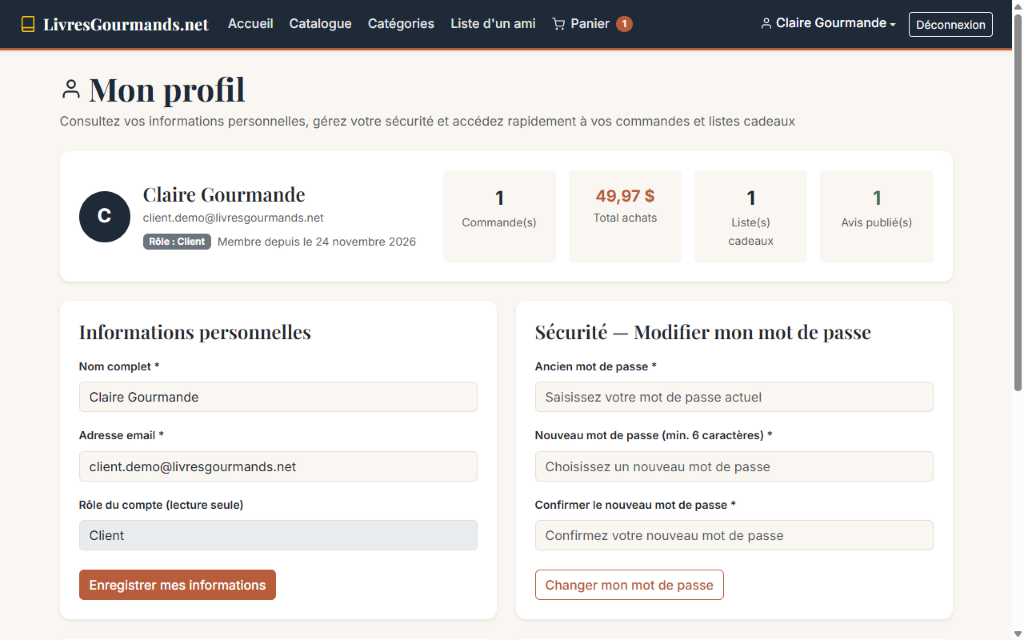 LivresGourmands.net Accueil Catalogue Catégories Liste d'un ami Panier 1 Claire Gourmande Déconnexion
Mon profil
Consultez vos informations personnelles, gérez votre sécurité et accédez rapidement à vos commandes et listes cadeaux
C
Claire Gourmande
client.demo@livresgourmands.net
Rôle : Client Membre depuis le 24 novembre 2026
1
Commande(s)
49,97 $
Total achats
1
Liste(s)
cadeaux
1
Avis publié(s)
Informations personnelles
Nom complet *
Claire Gourmande
Adresse email *
client.demo@livresgourmands.net
Rôle du compte (lecture seule)
Client
Enregistrer mes informations
Sécurité — Modifier mon mot de passe
Ancien mot de passe *
Saisissez votre mot de passe actuel
Nouveau mot de passe (min. 6 caractères) *
Choisissez un nouveau mot de passe
Confirmer le nouveau mot de passe *
Confirmez votre nouveau mot de passe
Changer mon mot de passe